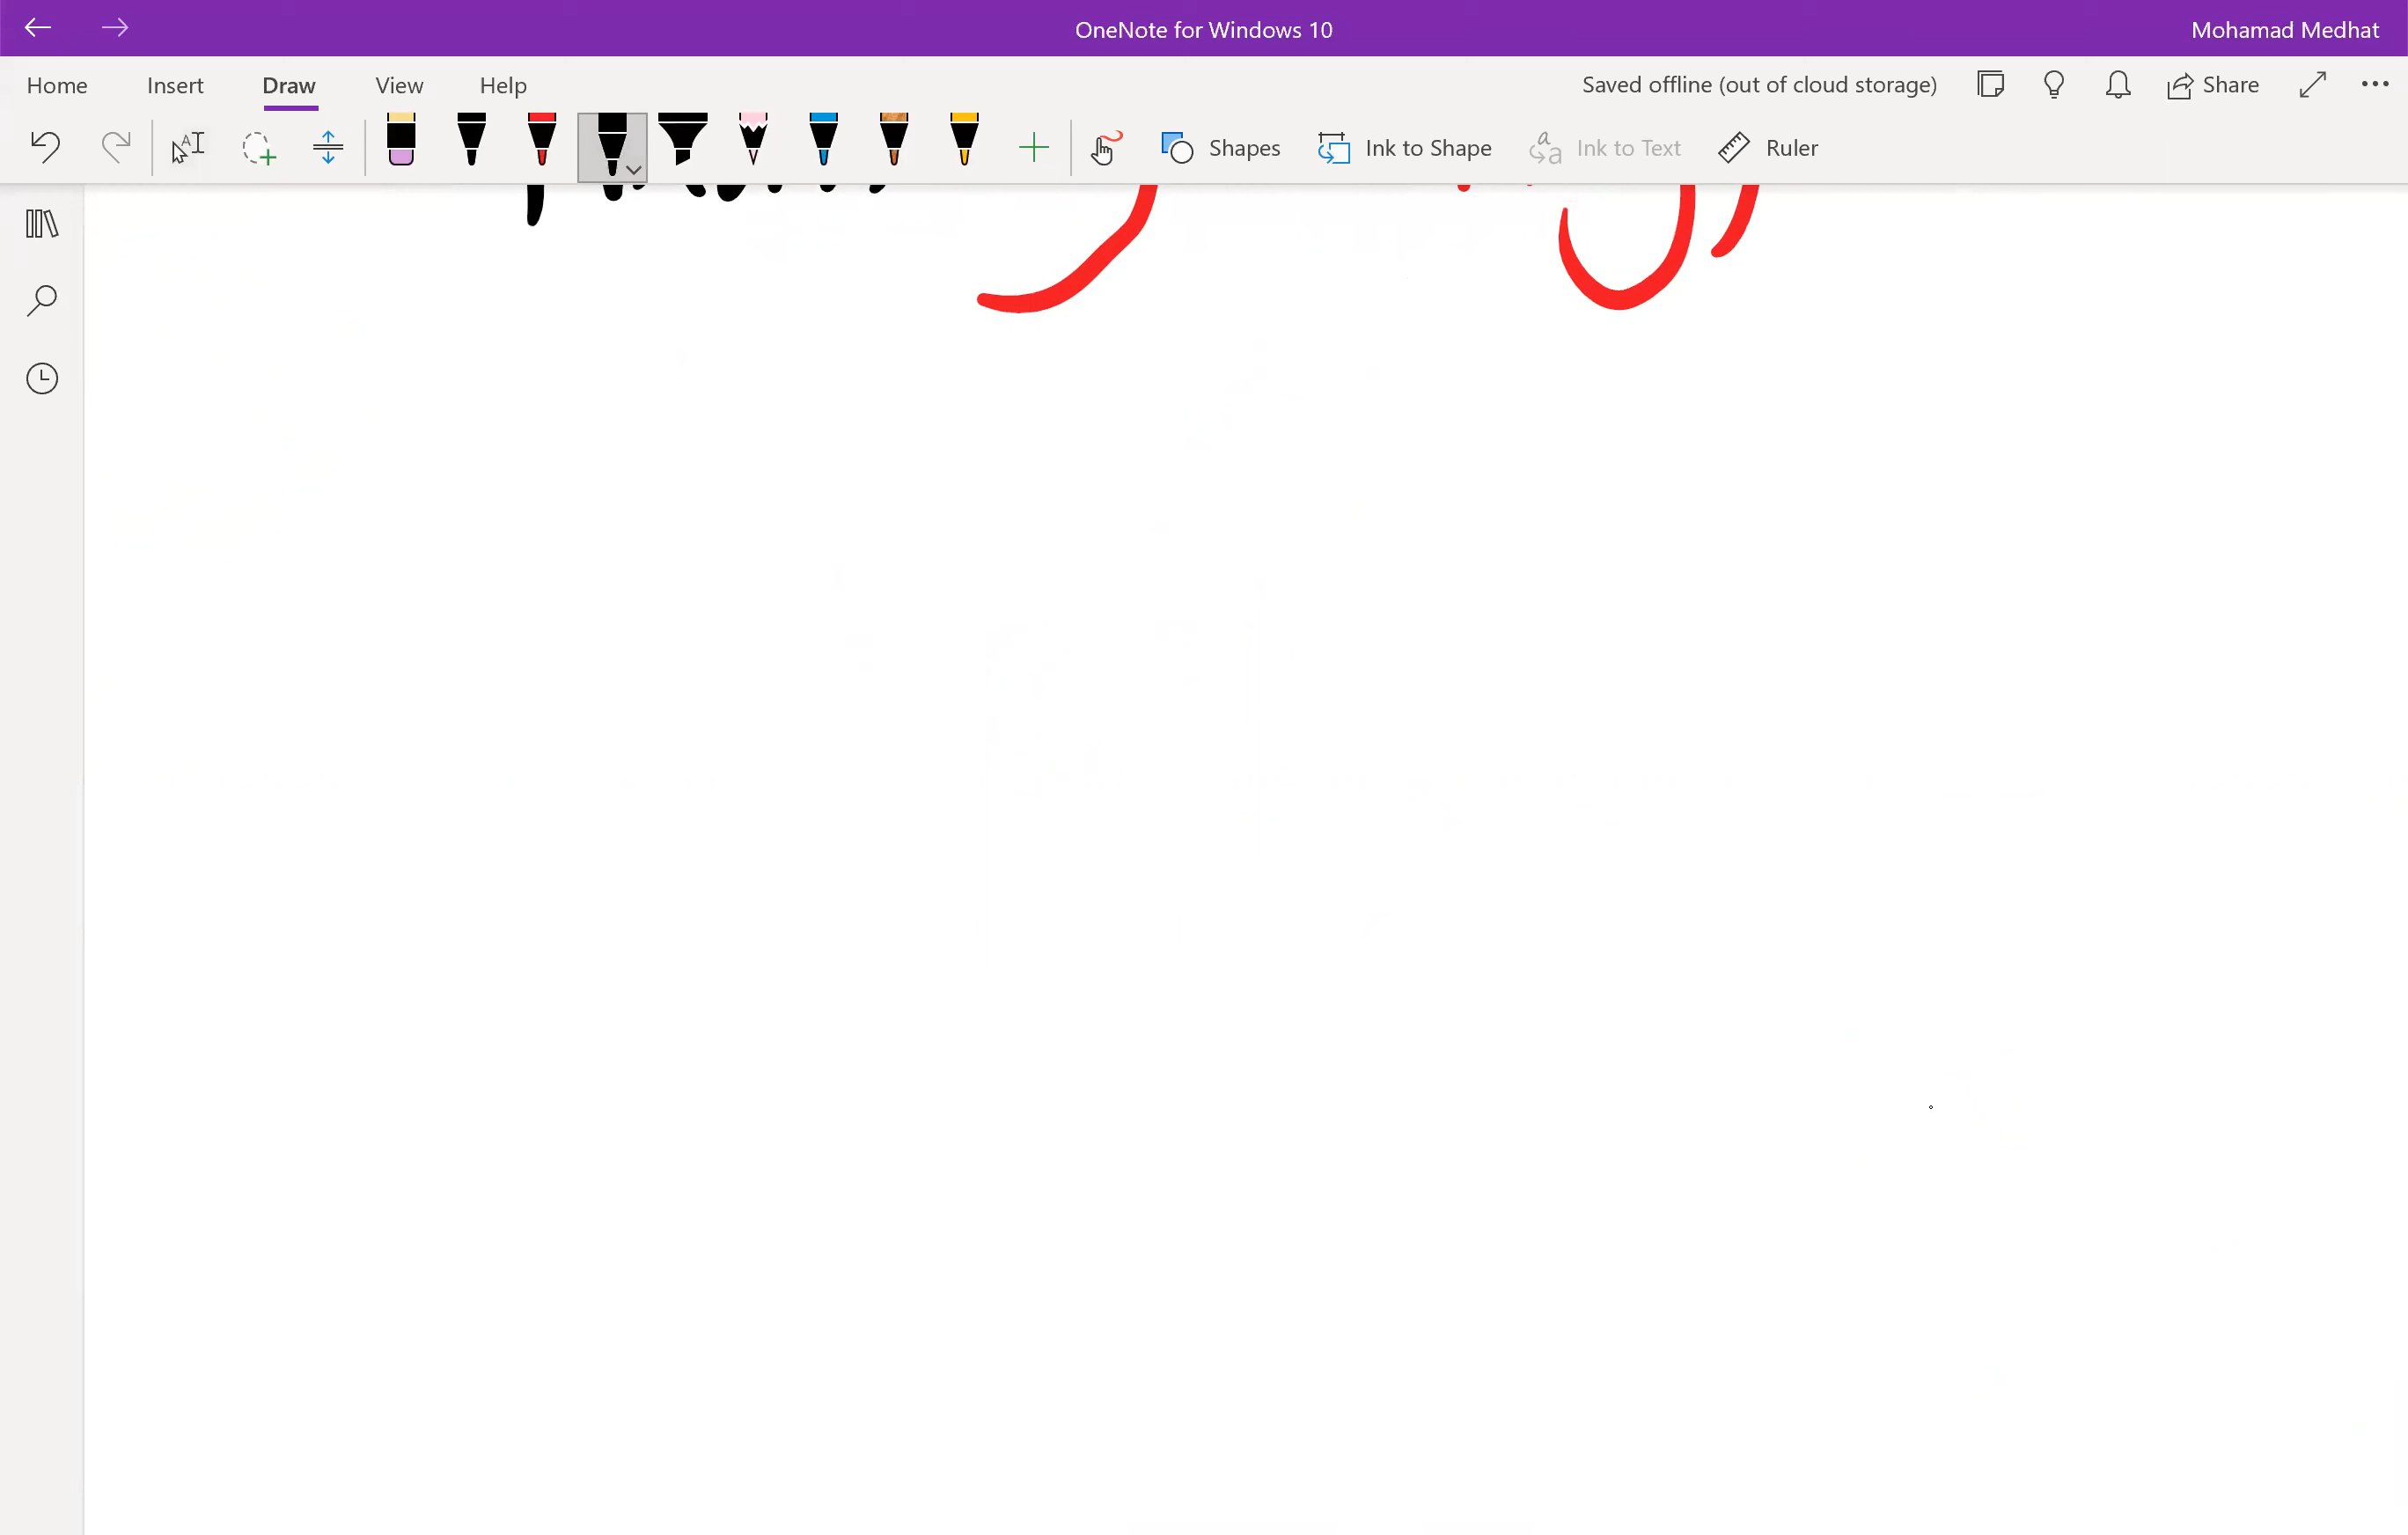 OneNote for Windows 10
Mohamad Medhat
Home Insert Draw View Help
Saved offline (out of cloud storage)
Share
Shapes
Ink to Shape
Ink to Text
Ruler